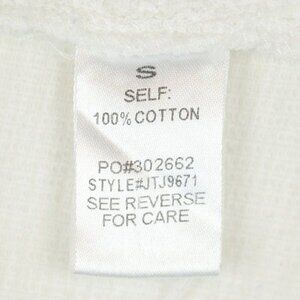 S
SELF:
100% COTTON
PO#302662
STYLE#JTJ9671
SEE REVERSE
FOR CARE